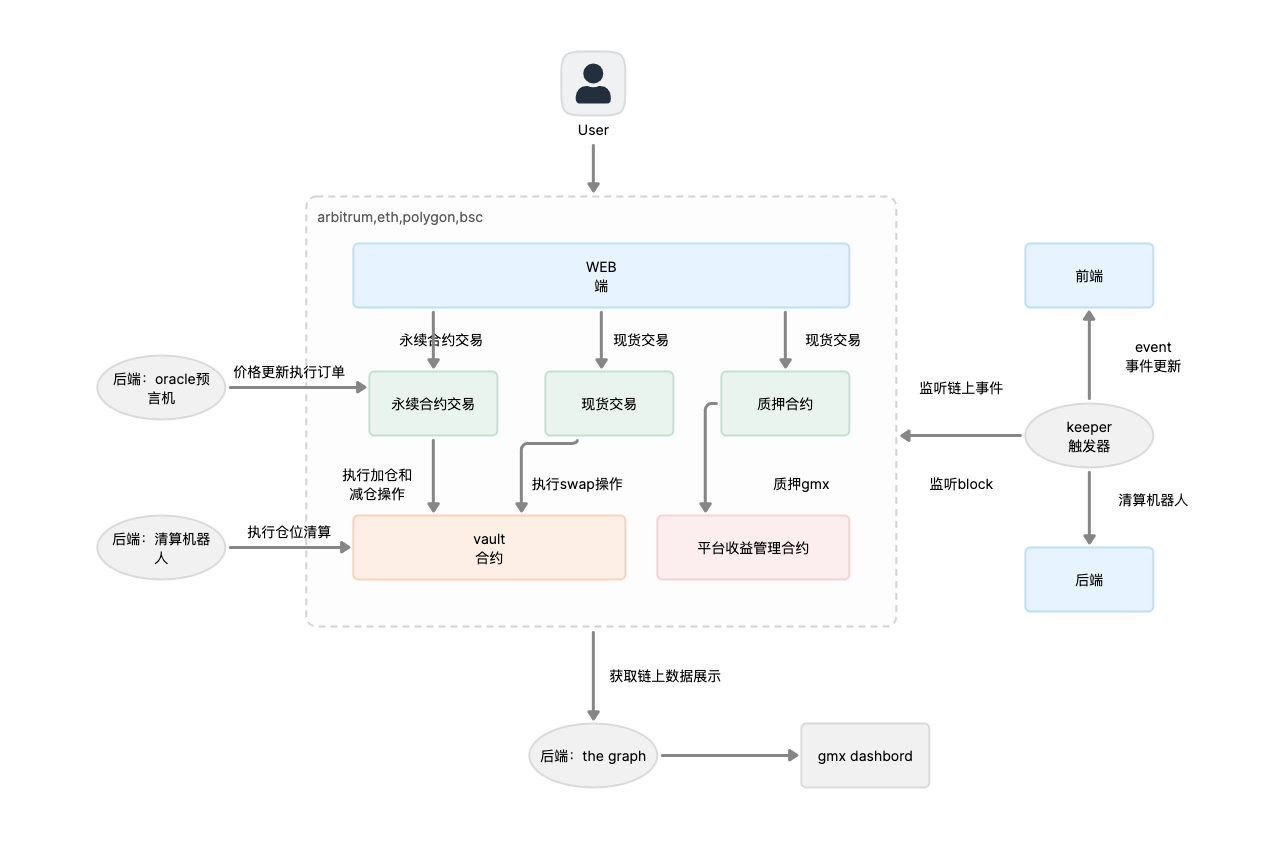 User
arbitrum,eth,polygon,bsc
WEB
端
前端
永续合约交易
现货交易
现货交易
event
事件更新
价格更新执行订单
后端：oracle预
言机
永续合约交易
现货交易
质押合约
监听链上事件
keeper
触发器
执行加仓和
减仓操作
执行swap操作
质押gmx
监听block
清算机器人
执行仓位清算
后端：清算机器
人
vault
合约
平台收益管理合约
后端
获取链上数据展示
后端：the graph
gmx dashbord